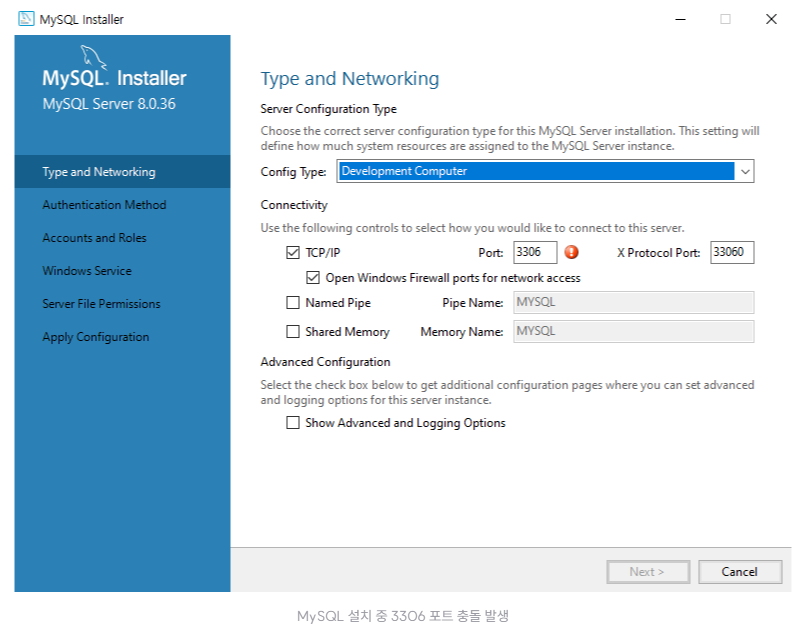 MySQL Installer
MySQL. Installer
MySQL Server 8.0.36
Type and Networking
Authentication Method
Accounts and Roles
Windows Service
Server File Permissions
Apply Configuration
Type and Networking
Server Configuration Type
Choose the correct server configuration type for this MySQL Server installation. This setting will
define how much system resources are assigned to the MySQL Server instance.
Config Type: Development Computer
Connectivity
Use the following controls to select how you would like to connect to this server.
TCP/IP Port: 3306 X Protocol Port: 33060
Open Windows Firewall ports for network access
Named Pipe Pipe Name: MYSQL
Shared Memory Memory Name: MYSQL
Advanced Configuration
Select the check box below to get additional configuration pages where you can set advanced
and logging options for this server instance.
Show Advanced and Logging Options
Next > Cancel
MySQL 설치 중 3306 포트 충돌 발생